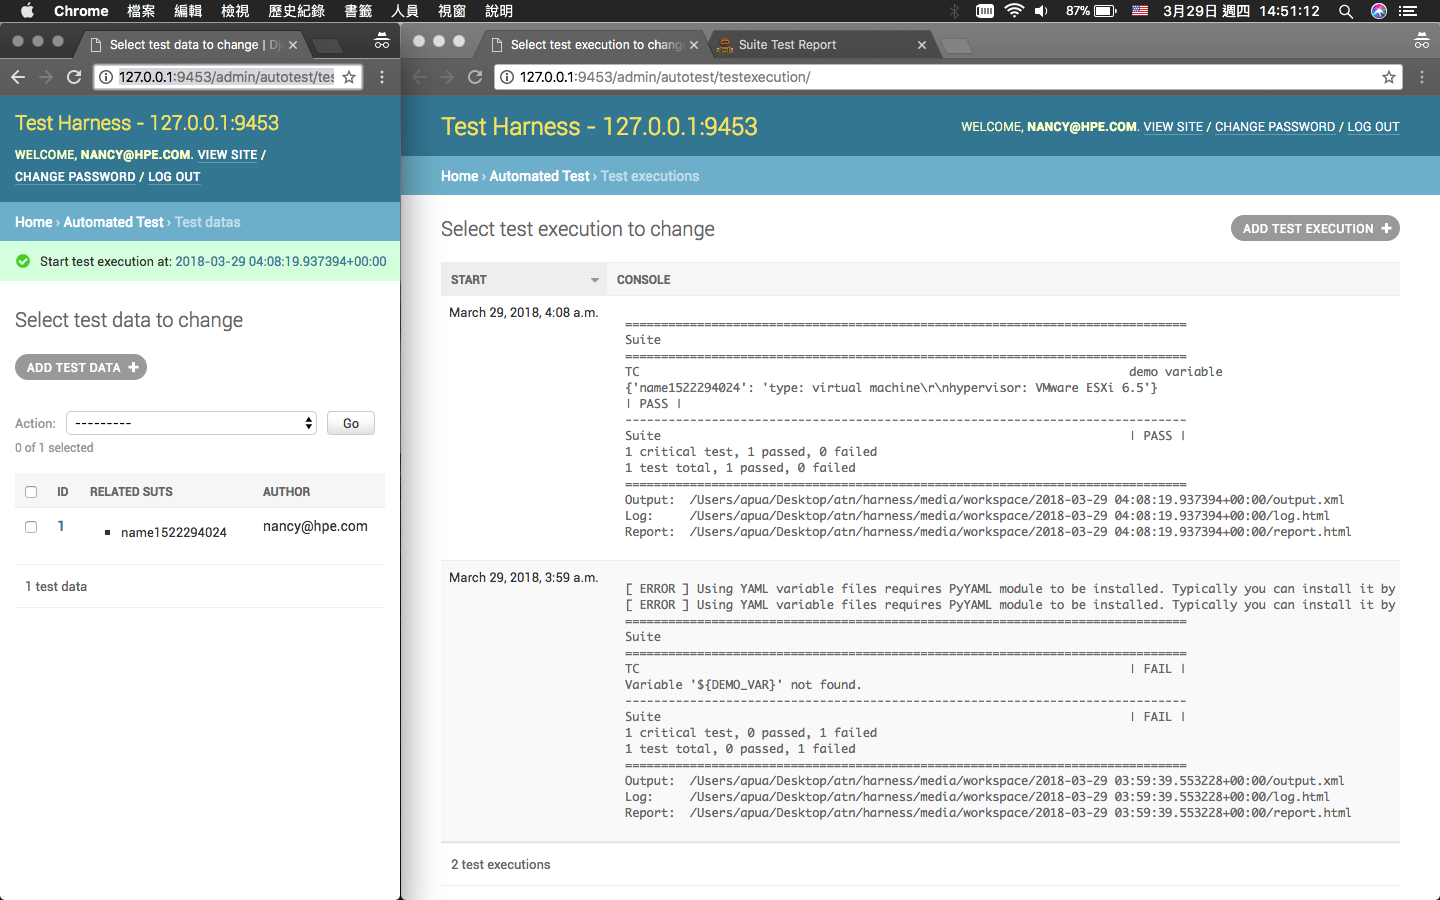 Chrome 檔案 編輯 檢視 歷史紀錄 書籤 人員 視窗 說明 87% 3月29日 週四 14:51:12
Select test data to change | Dj
127.0.0.1:9453/admin/autotest/tes
Test Harness - 127.0.0.1:9453
WELCOME, NANCY@HPE.COM. VIEW SITE /
CHANGE PASSWORD / LOG OUT
Home › Automated Test › Test datas
Start test execution at: 2018-03-29 04:08:19.937394+00:00
Select test data to change
ADD TEST DATA +
Action: --------- Go
0 of 1 selected
ID RELATED SUTS AUTHOR
1 name1522294024 nancy@hpe.com
1 test data
Select test execution to chang
Suite Test Report
127.0.0.1:9453/admin/autotest/testexecution/
Test Harness - 127.0.0.1:9453
WELCOME, NANCY@HPE.COM. VIEW SITE / CHANGE PASSWORD / LOG OUT
Home › Automated Test › Test executions
Select test execution to change
ADD TEST EXECUTION +
START CONSOLE
March 29, 2018, 4:08 a.m.
==============================================================================
Suite
==============================================================================
TC demo variable
{'name1522294024': 'type: virtual machine\r\nhypervisor: VMware ESXi 6.5'}
| PASS |
------------------------------------------------------------------------------
Suite | PASS |
1 critical test, 1 passed, 0 failed
1 test total, 1 passed, 0 failed
==============================================================================
Output: /Users/apua/Desktop/atn/harness/media/workspace/2018-03-29 04:08:19.937394+00:00/output.xml
Log: /Users/apua/Desktop/atn/harness/media/workspace/2018-03-29 04:08:19.937394+00:00/log.html
Report: /Users/apua/Desktop/atn/harness/media/workspace/2018-03-29 04:08:19.937394+00:00/report.html
March 29, 2018, 3:59 a.m.
[ ERROR ] Using YAML variable files requires PyYAML module to be installed. Typically you can install it by
[ ERROR ] Using YAML variable files requires PyYAML module to be installed. Typically you can install it by
==============================================================================
Suite
==============================================================================
TC | FAIL |
Variable '${DEMO_VAR}' not found.
------------------------------------------------------------------------------
Suite | FAIL |
1 critical test, 0 passed, 1 failed
1 test total, 0 passed, 1 failed
==============================================================================
Output: /Users/apua/Desktop/atn/harness/media/workspace/2018-03-29 03:59:39.553228+00:00/output.xml
Log: /Users/apua/Desktop/atn/harness/media/workspace/2018-03-29 03:59:39.553228+00:00/log.html
Report: /Users/apua/Desktop/atn/harness/media/workspace/2018-03-29 03:59:39.553228+00:00/report.html
2 test executions